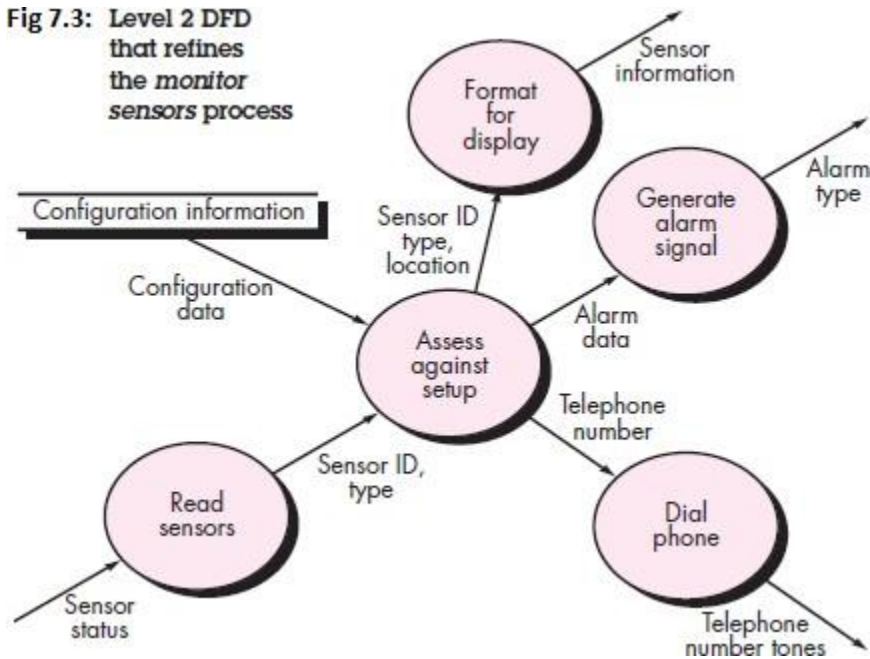 Fig 7.3: Level 2 DFD
that refines
the monitor
sensors process
Sensor
information
Format
for
display
Alarm
type
Generate
alarm
signal
Configuration information
Sensor ID
type,
location
Configuration
data
Alarm
data
Assess
against
setup
Telephone
number
Sensor ID,
type
Read
sensors
Dial
phone
Sensor
status
Telephone
number tones